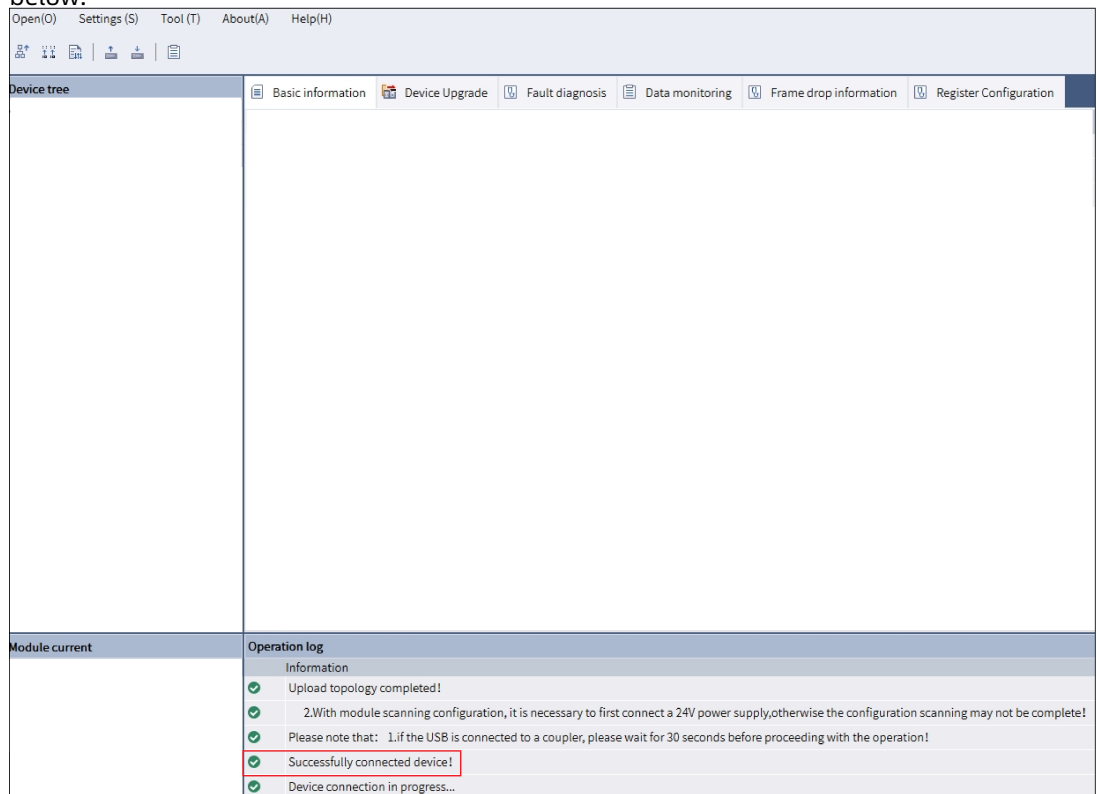 below:
Open(O) Settings (S) Tool (T) About(A) Help(H)
Device tree
Basic information Device Upgrade Fault diagnosis Data monitoring Frame drop information Register Configuration
Module current
Operation log
Information
Upload topology completed!
2.With module scanning configuration, it is necessary to first connect a 24V power supply,otherwise the configuration scanning may not be complete!
Please note that: 1.if the USB is connected to a coupler, please wait for 30 seconds before proceeding with the operation!
Successfully connected device!
Device connection in progress...